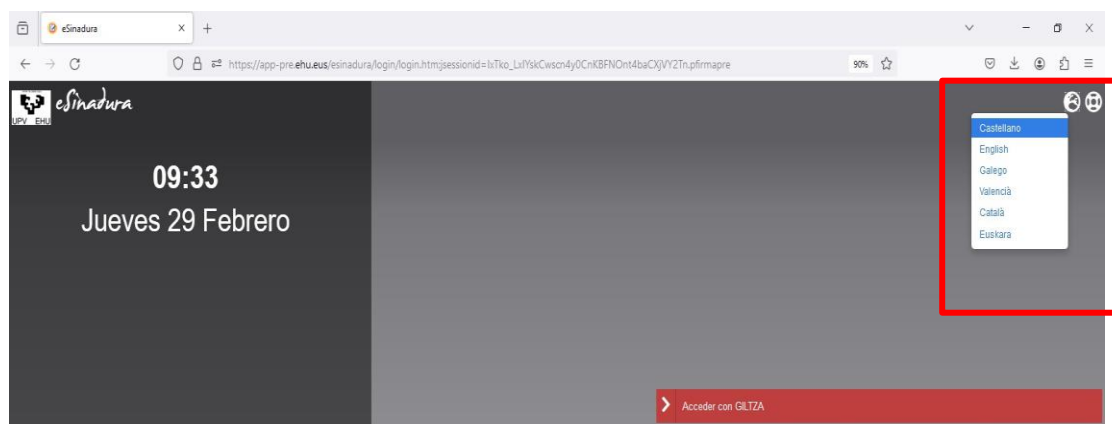 eSinadura
https://app-pre.ehu.eus/esinadura/login/login.htm;jsessionid=IxTko_LxlYskCwscn4y0CnKBFNOnt4baCXjVY2Tn.pfirmapre
90%
eSinadura
UPV EHU
09:33
Jueves 29 Febrero
Castellano
English
Galego
Valencià
Català
Euskara
Acceder con GILTZA